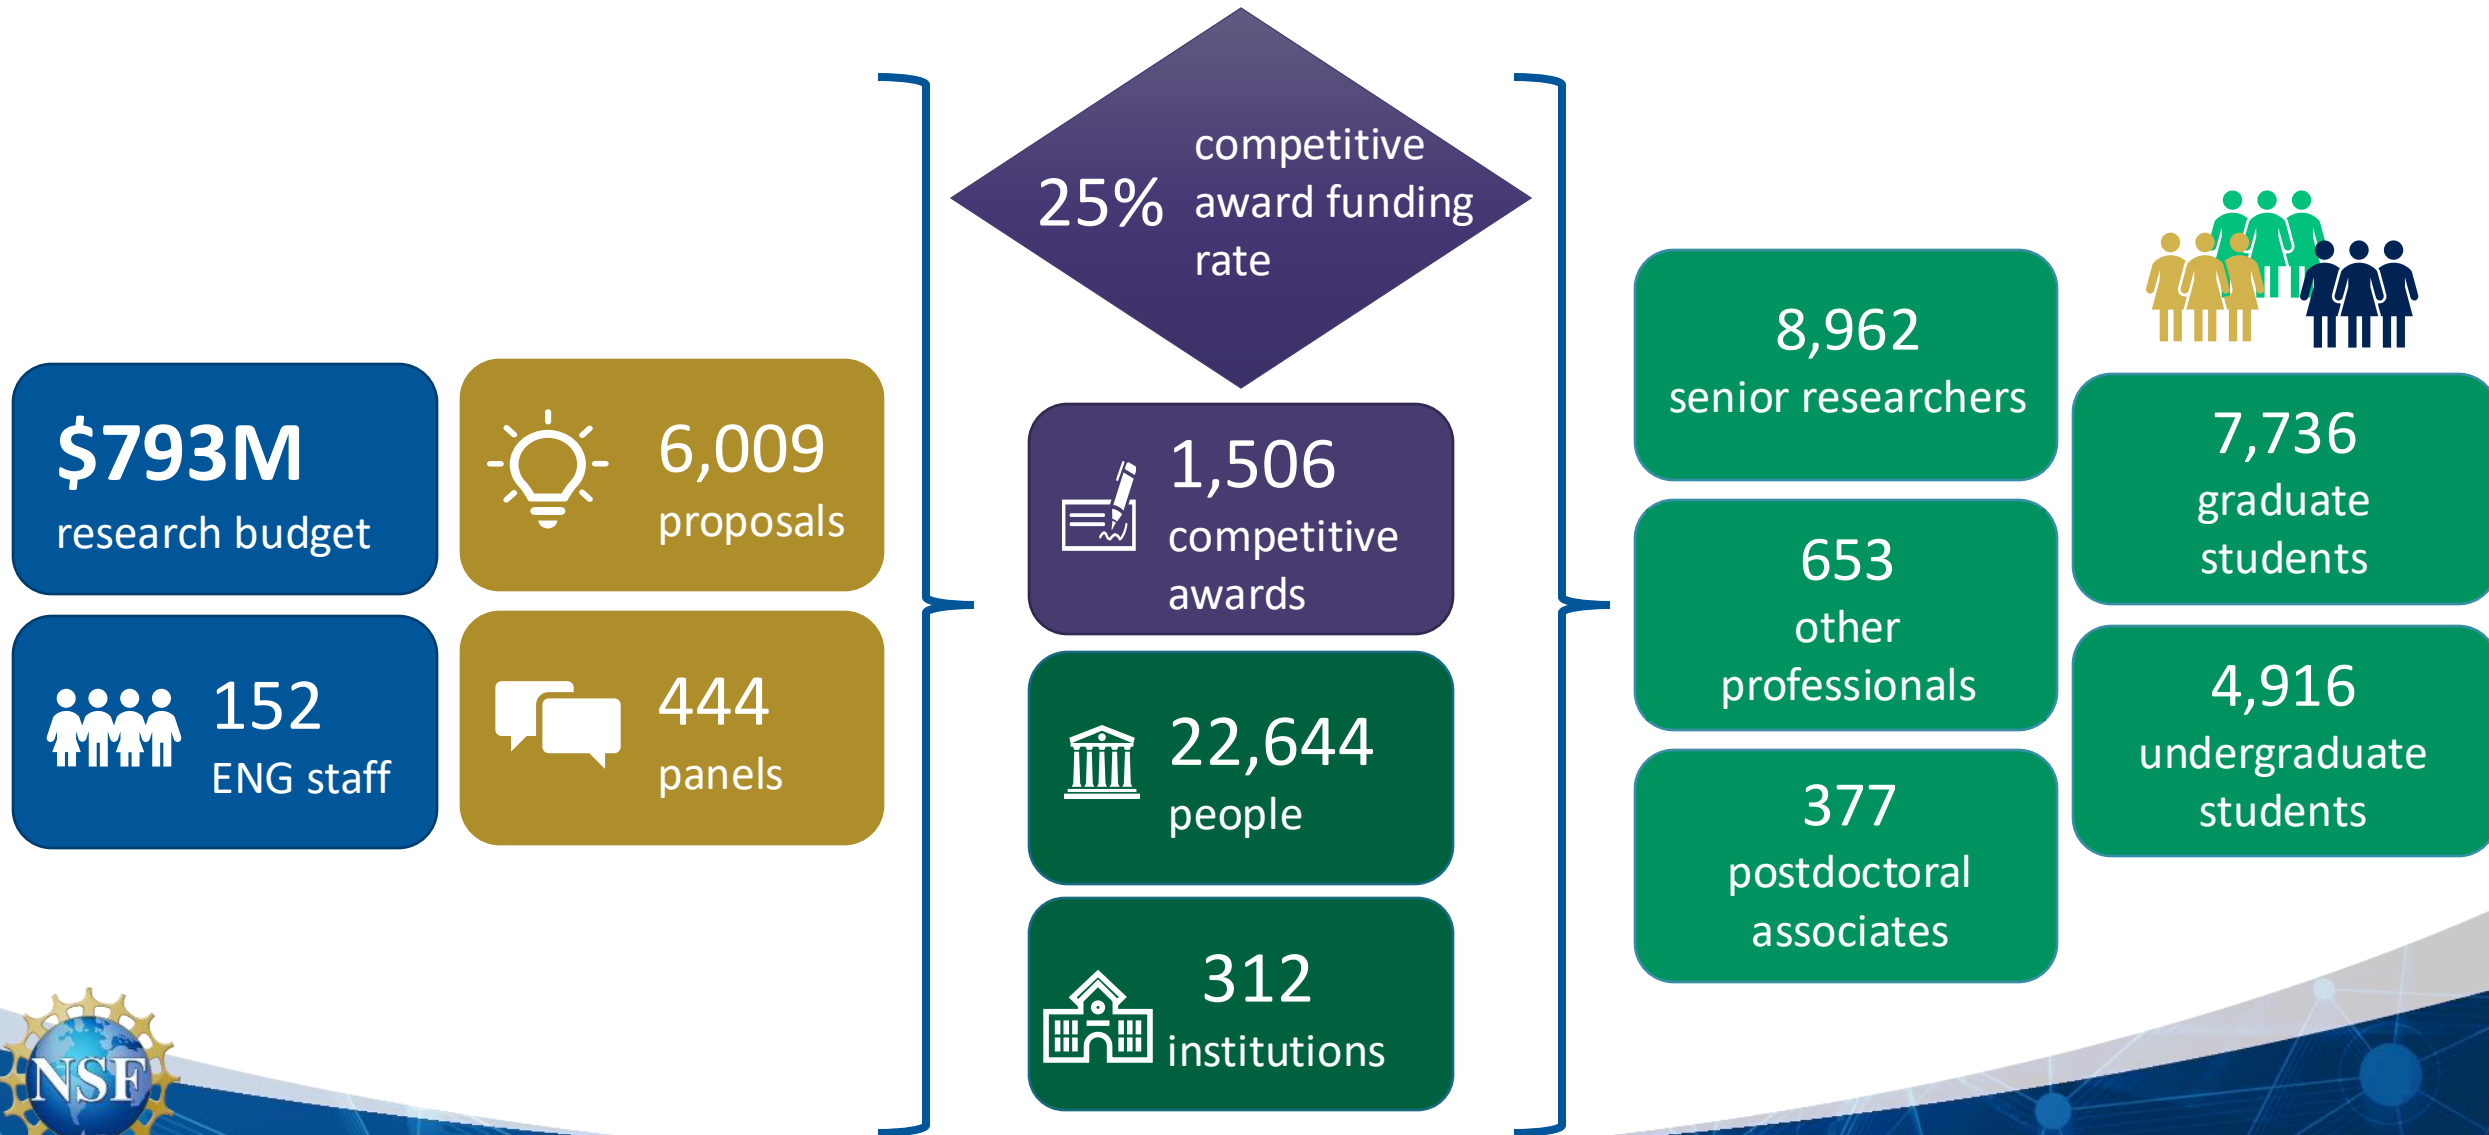 $793M
research budget
152
ENG staff
6,009
proposals
444
panels
25%
competitive
award funding
rate
1,506
competitive
awards
22,644
people
312
institutions
8,962
senior researchers
653
other
professionals
377
postdoctoral
associates
7,736
graduate
students
4,916
undergraduate
students
NSF